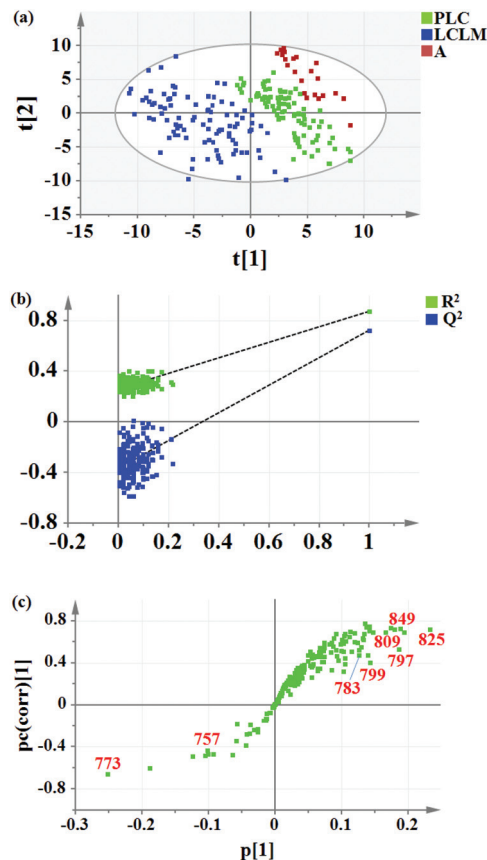 (a)
PLC
LCLM
A
15
10
5
0
-5
-10
-15
t[2]
-15 -10 -5 0 5 10
t[1]
(b)
R²
Q²
0.8
0.4
0
-0.4
-0.8
-0.2 0 0.2 0.4 0.6 0.8 1
(c)
0.8
0.4
0
-0.4
-0.8
pc(corr)[1]
849
809 825
797
799
783
757
773
-0.3 -0.2 -0.1 0 0.1 0.2
p[1]